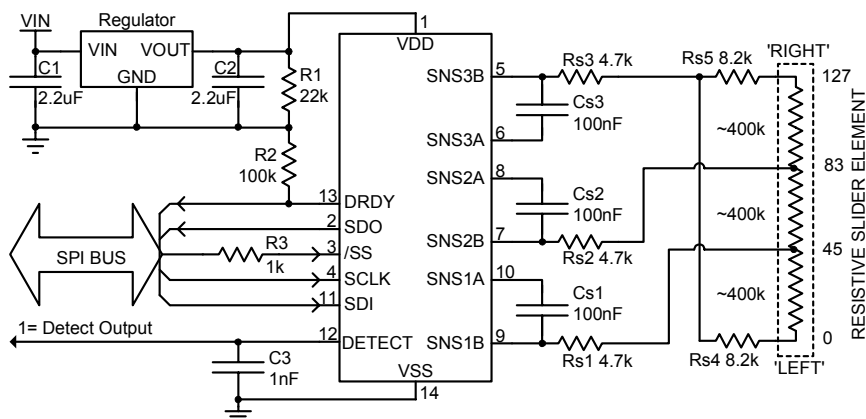 VIN
Regulator
VIN VOUT
GND
C1
2.2uF
C2
2.2uF
R1
22k
R2
100k
1
VDD
SNS3B 5
SNS3A 6
SNS2A 8
SNS2B 7
SNS1A 10
SNS1B 9
13 DRDY
2 SDO
3 /SS
4 SCLK
11 SDI
12 DETECT
VSS
14
SPI BUS
R3
1k
1= Detect Output
C3
1nF
Rs3 4.7k
Cs3
100nF
Cs2
100nF
Rs2 4.7k
Cs1
100nF
Rs1 4.7k
Rs5 8.2k
Rs4 8.2k
'RIGHT'
127
~400k
83
~400k
45
~400k
0
'LEFT'
RESISTIVE SLIDER ELEMENT